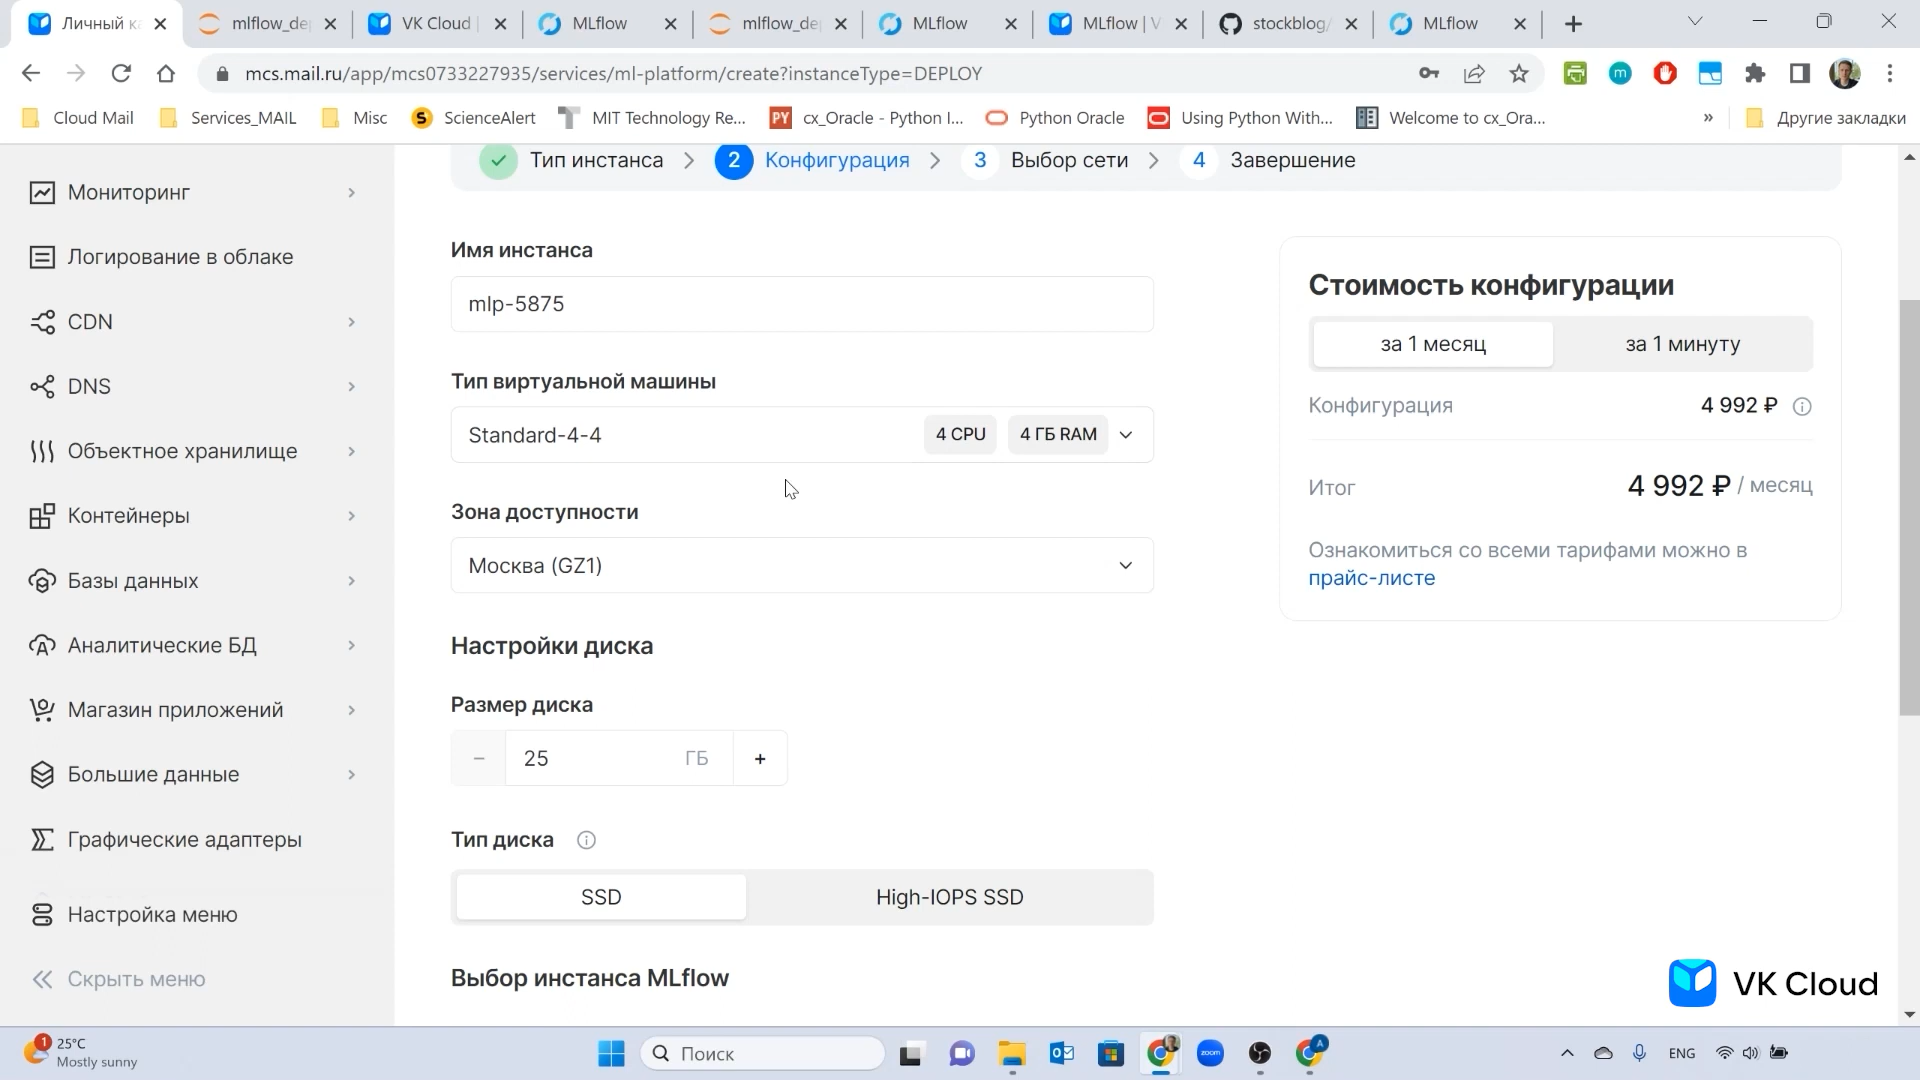 Личный ка
mlflow_de
VK Cloud |
MLflow
mlflow_de
MLflow
MLflow | V
stockblog/
MLflow
mcs.mail.ru/app/mcs0733227935/services/ml-platform/create?instanceType=DEPLOY
Cloud Mail
Services_MAIL
Misc
ScienceAlert
MIT Technology Re...
PY
cx_Oracle - Python I...
Python Oracle
Using Python With...
Welcome to cx_Ora...
»
Другие закладки
Тип инстанса
2 Конфигурация
3 Выбор сети
4 Завершение
Мониторинг
Логирование в облаке
CDN
DNS
Объектное хранилище
Контейнеры
Базы данных
Аналитические БД
Магазин приложений
Большие данные
Графические адаптеры
Настройка меню
Скрыть меню
Имя инстанса
mlp-5875
Тип виртуальной машины
Standard-4-4 4 CPU 4 ГБ RAM
Зона доступности
Москва (GZ1)
Настройки диска
Размер диска
− 25 ГБ +
Тип диска
SSD High-IOPS SSD
Выбор инстанса MLflow
Стоимость конфигурации
за 1 месяц за 1 минуту
Конфигурация 4 992 ₽
Итог 4 992 ₽ / месяц
Ознакомиться со всеми тарифами можно в
прайс-листе
VK Cloud
1
25°C
Mostly sunny
Поиск
zoom
A
ENG